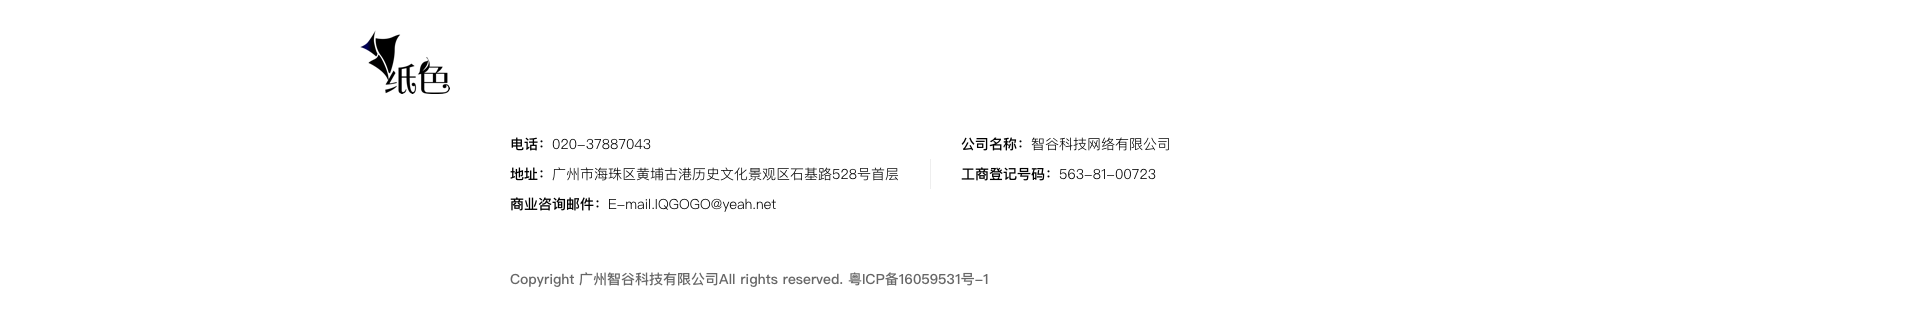 纸色
电话：020-37887043
地址：广州市海珠区黄埔古港历史文化景观区石基路528号首层
商业咨询邮件：E-mail.IQGOGO@yeah.net
公司名称：智谷科技网络有限公司
工商登记号码：563-81-00723
Copyright 广州智谷科技有限公司All rights reserved. 粤ICP备16059531号-1